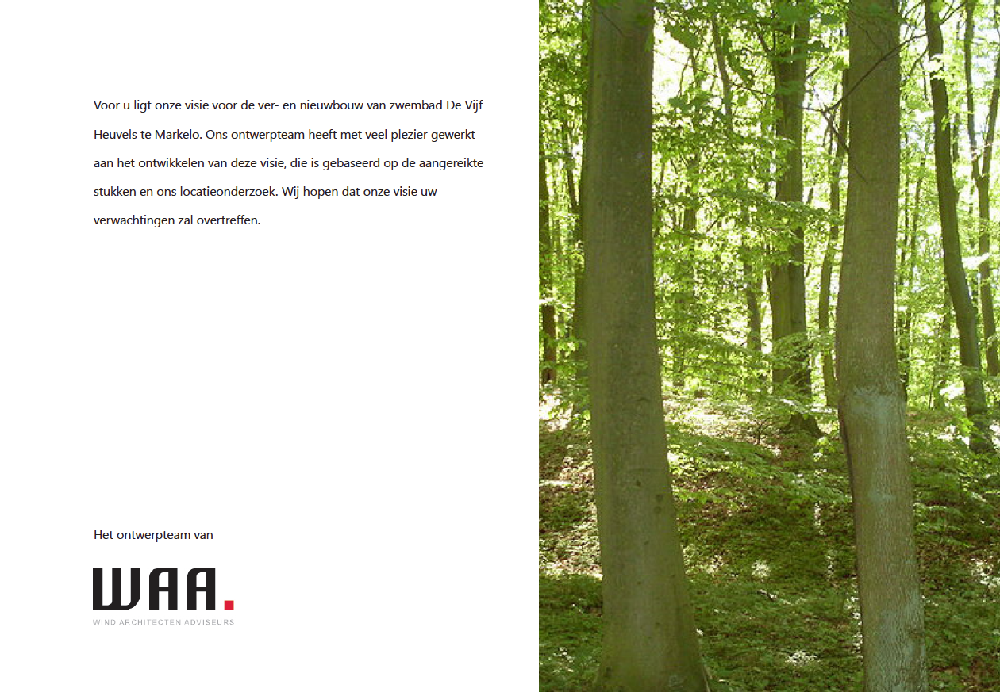 Voor u ligt onze visie voor de ver- en nieuwbouw van zwembad De Vijf
Heuvels te Markelo. Ons ontwerpteam heeft met veel plezier gewerkt
aan het ontwikkelen van deze visie, die is gebaseerd op de aangereikte
stukken en ons locatieonderzoek. Wij hopen dat onze visie uw
verwachtingen zal overtreffen.
Het ontwerpteam van
WAA.
WIND ARCHITECTEN ADVISEURS